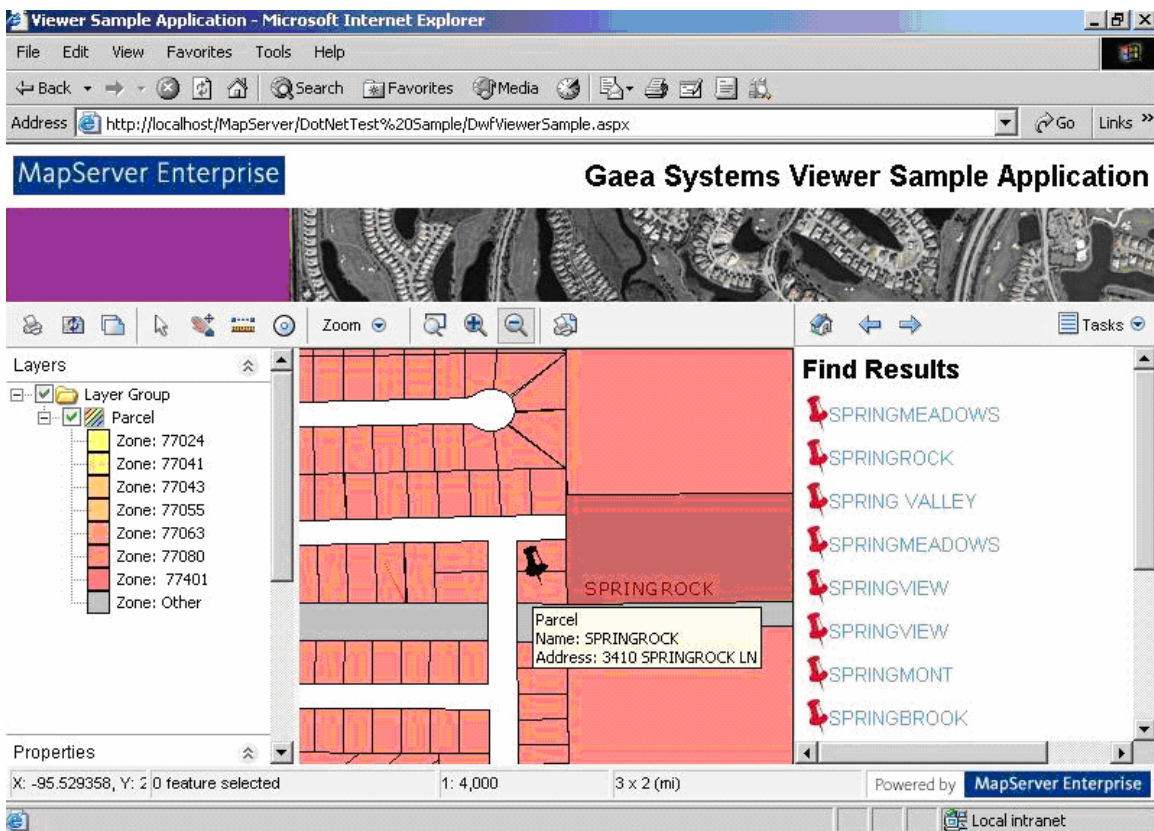 Viewer Sample Application - Microsoft Internet Explorer
File Edit View Favorites Tools Help
Back Search Favorites Media
Address http://localhost/MapServer/DotNetTest%20Sample/DwfViewerSample.aspx Go Links »
MapServer Enterprise Gaea Systems Viewer Sample Application
Zoom Tasks
Layers
Layer Group
Parcel
Zone: 77024
Zone: 77041
Zone: 77043
Zone: 77055
Zone: 77063
Zone: 77080
Zone: 77401
Zone: Other
Properties
SPRINGROCK
Parcel
Name: SPRINGROCK
Address: 3410 SPRINGROCK LN
Find Results
SPRINGMEADOWS
SPRINGROCK
SPRING VALLEY
SPRINGMEADOWS
SPRINGVIEW
SPRINGVIEW
SPRINGMONT
SPRINGBROOK
X: -95.529358, Y: 2 0 feature selected 1: 4,000 3 x 2 (mi) Powered by MapServer Enterprise
Local intranet